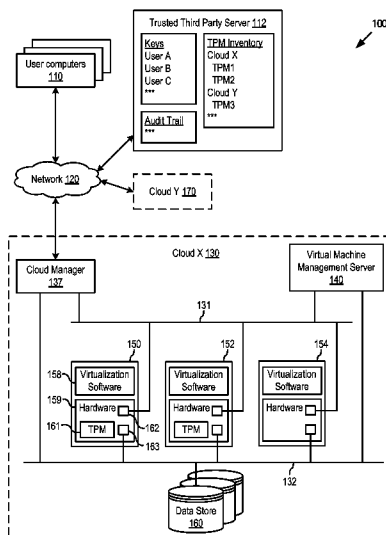 100
Trusted Third Party Server 112
Keys
User A
User B
User C
***
TPM Inventory
Cloud X
TPM1
TPM2
Cloud Y
TPM3
***
Audit Trail
***
User computers
110
Network 120
Cloud Y 170
Cloud X 130
Cloud Manager
137
Virtual Machine
Management Server
140
131
150
152
154
158
Virtualization
Software
Virtualization
Software
Virtualization
Software
159
Hardware
Hardware
Hardware
161
TPM
162
163
TPM
132
Data Store
160